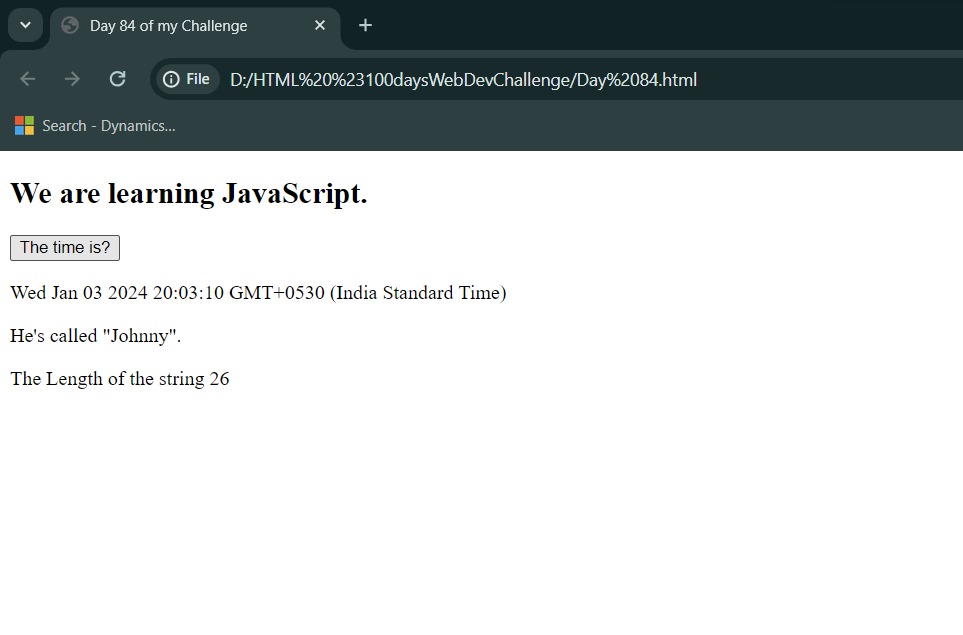 Day 84 of my Challenge
File D:/HTML%20%23100daysWebDevChallenge/Day%2084.html
Search - Dynamics...
We are learning JavaScript.
The time is?
Wed Jan 03 2024 20:03:10 GMT+0530 (India Standard Time)
He's called "Johnny".
The Length of the string 26